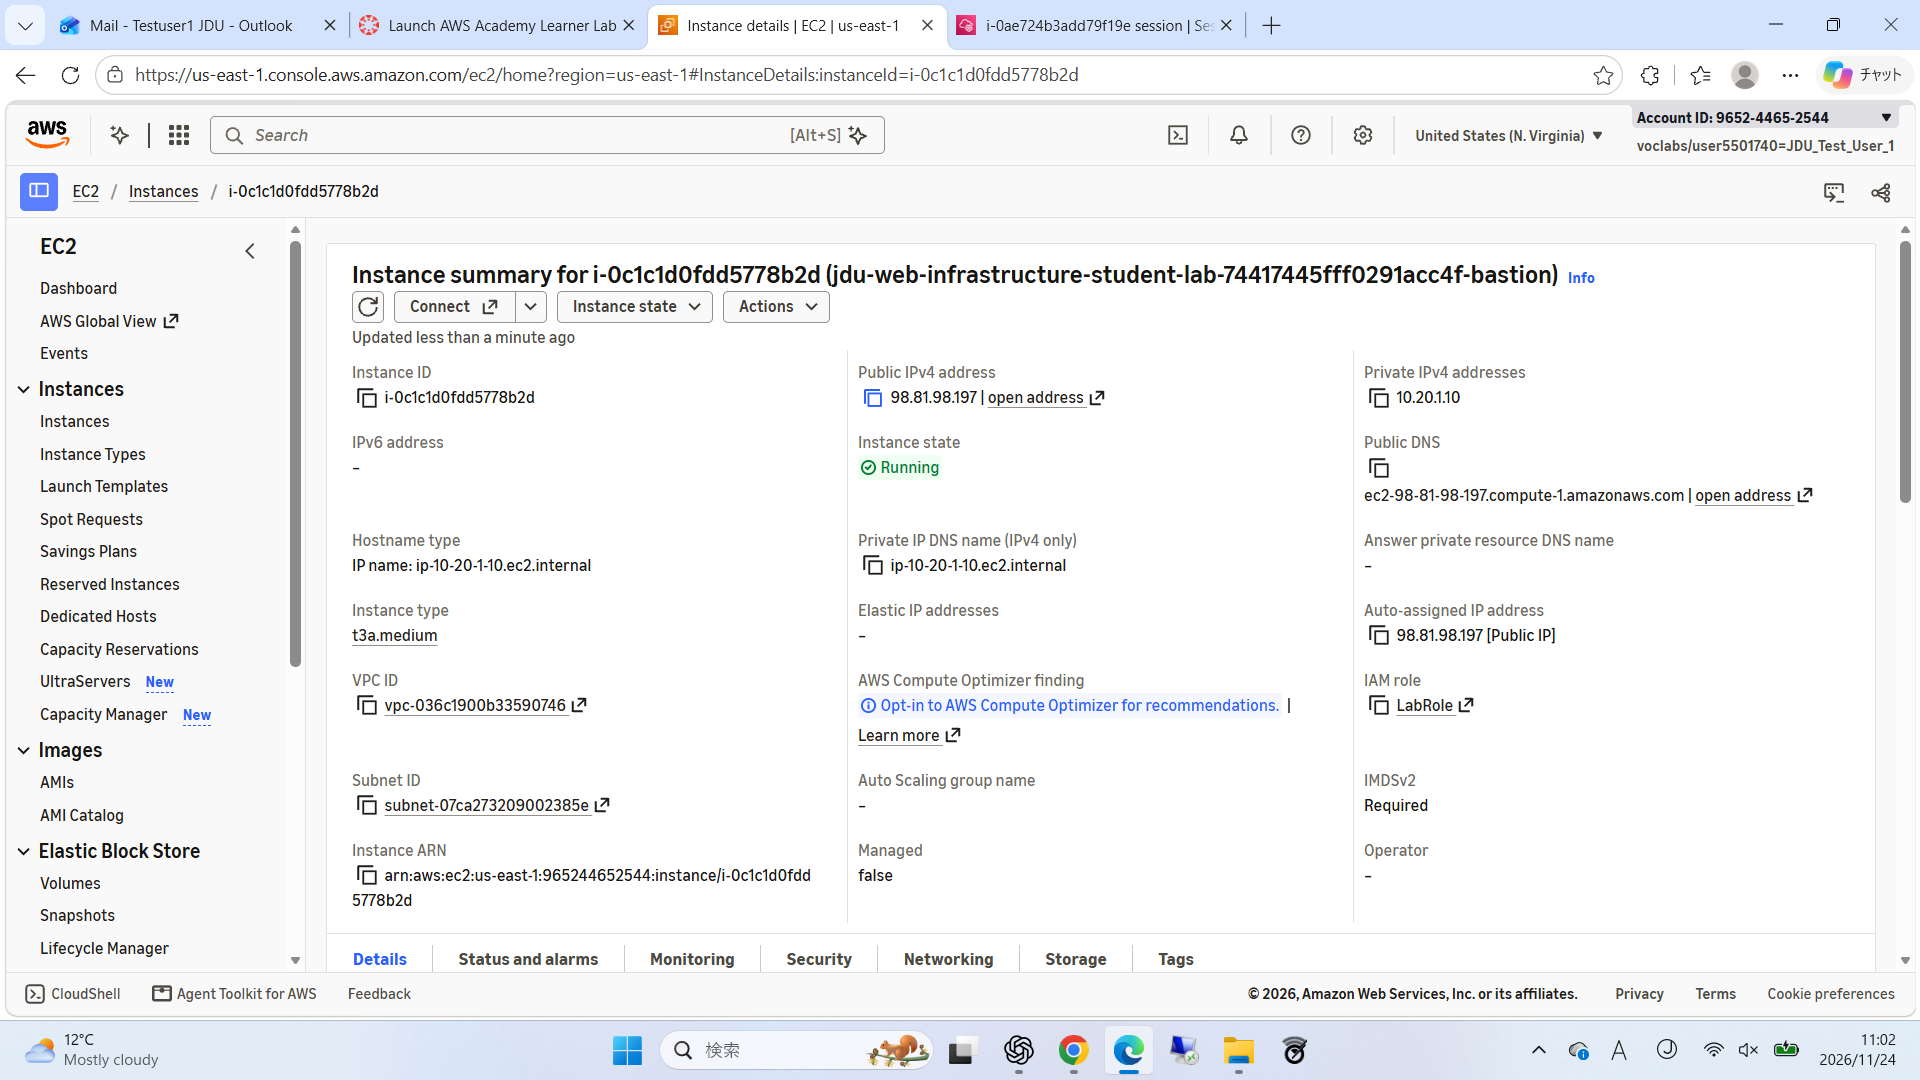 Mail - Testuser1 JDU - Outlook
Launch AWS Academy Learner Lab
Instance details | EC2 | us-east-1
i-0ae724b3add79f19e session | Ses
https://us-east-1.console.aws.amazon.com/ec2/home?region=us-east-1#InstanceDetails:instanceId=i-0c1c1d0fdd5778b2d
チャット
aws
Search
[Alt+S]
United States (N. Virginia)
Account ID: 9652-4465-2544
voclabs/user5501740=JDU_Test_User_1
EC2 / Instances / i-0c1c1d0fdd5778b2d
EC2
Dashboard
AWS Global View
Events
Instances
Instances
Instance Types
Launch Templates
Spot Requests
Savings Plans
Reserved Instances
Dedicated Hosts
Capacity Reservations
UltraServers New
Capacity Manager New
Images
AMIs
AMI Catalog
Elastic Block Store
Volumes
Snapshots
Lifecycle Manager
Instance summary for i-0c1c1d0fdd5778b2d (jdu-web-infrastructure-student-lab-74417445fff0291acc4f-bastion) Info
Connect
Instance state
Actions
Updated less than a minute ago
Instance ID
i-0c1c1d0fdd5778b2d
Public IPv4 address
98.81.98.197 | open address
Private IPv4 addresses
10.20.1.10
IPv6 address
–
Instance state
Running
Public DNS
ec2-98-81-98-197.compute-1.amazonaws.com | open address
Hostname type
IP name: ip-10-20-1-10.ec2.internal
Private IP DNS name (IPv4 only)
ip-10-20-1-10.ec2.internal
Answer private resource DNS name
–
Instance type
t3a.medium
Elastic IP addresses
–
Auto-assigned IP address
98.81.98.197 [Public IP]
VPC ID
vpc-036c1900b33590746
AWS Compute Optimizer finding
Opt-in to AWS Compute Optimizer for recommendations. |
Learn more
IAM role
LabRole
Subnet ID
subnet-07ca273209002385e
Auto Scaling group name
–
IMDSv2
Required
Instance ARN
arn:aws:ec2:us-east-1:965244652544:instance/i-0c1c1d0fdd
5778b2d
Managed
false
Operator
–
Details
Status and alarms
Monitoring
Security
Networking
Storage
Tags
CloudShell
Agent Toolkit for AWS
Feedback
© 2026, Amazon Web Services, Inc. or its affiliates.
Privacy
Terms
Cookie preferences
12°C
Mostly cloudy
検索
A
11:02
2026/11/24